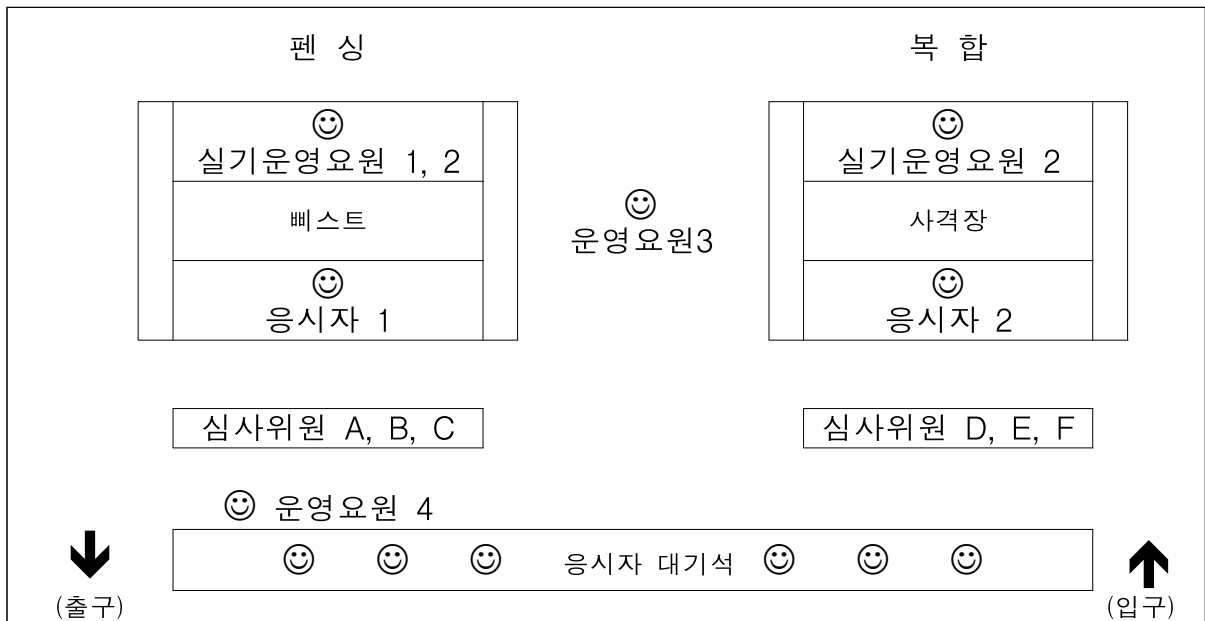 펜 싱
복 합
실기운영요원 1, 2
실기운영요원 2
삐스트
운영요원3
사격장
응시자 1
응시자 2
심사위원 A, B, C
심사위원 D, E, F
운영요원 4
응시자 대기석
(출구)
(입구)